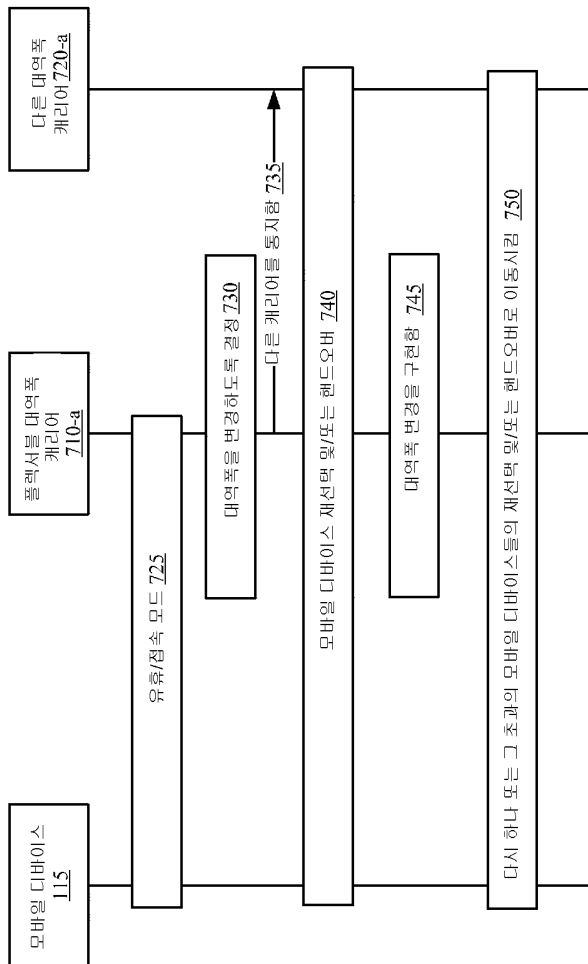 모바일 디바이스
115
플렉서블 대역폭
캐리어
710-a
다른 대역폭
캐리어 720-a
유휴/접속 모드 725
대역폭을 변경하도록 결정 730
다른 캐리어를 통지함 735
모바일 디바이스 재선택 및/또는 핸드오버 740
대역폭 변경을 구현함 745
다시 하나 또는 그 초과의 모바일 디바이스들의 재선택 및/또는 핸드오버로 이동시킴 750